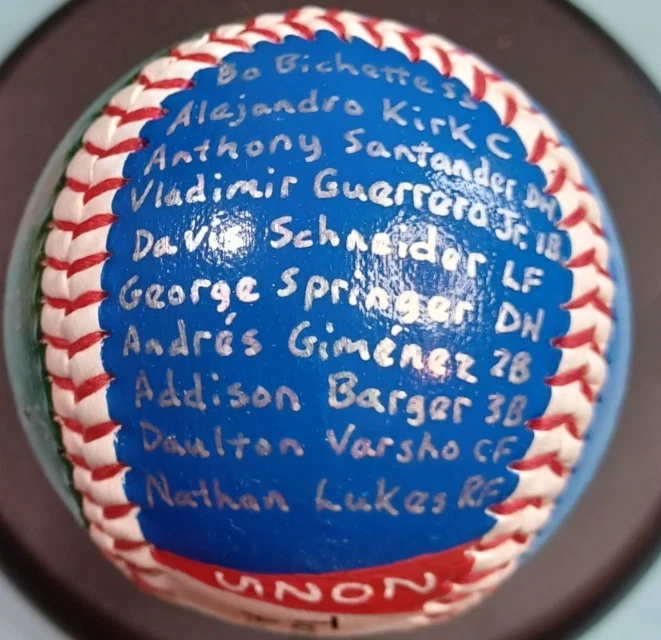 Bo Bichette SS
Alejandro Kirk C
Anthony Santander DH
Vladimir Guerrero Jr. 1B
Davis Schneider LF
George Springer DH
Andrés Giménez 2B
Addison Barger 3B
Daulton Varsho CF
Nathan Lukes RF